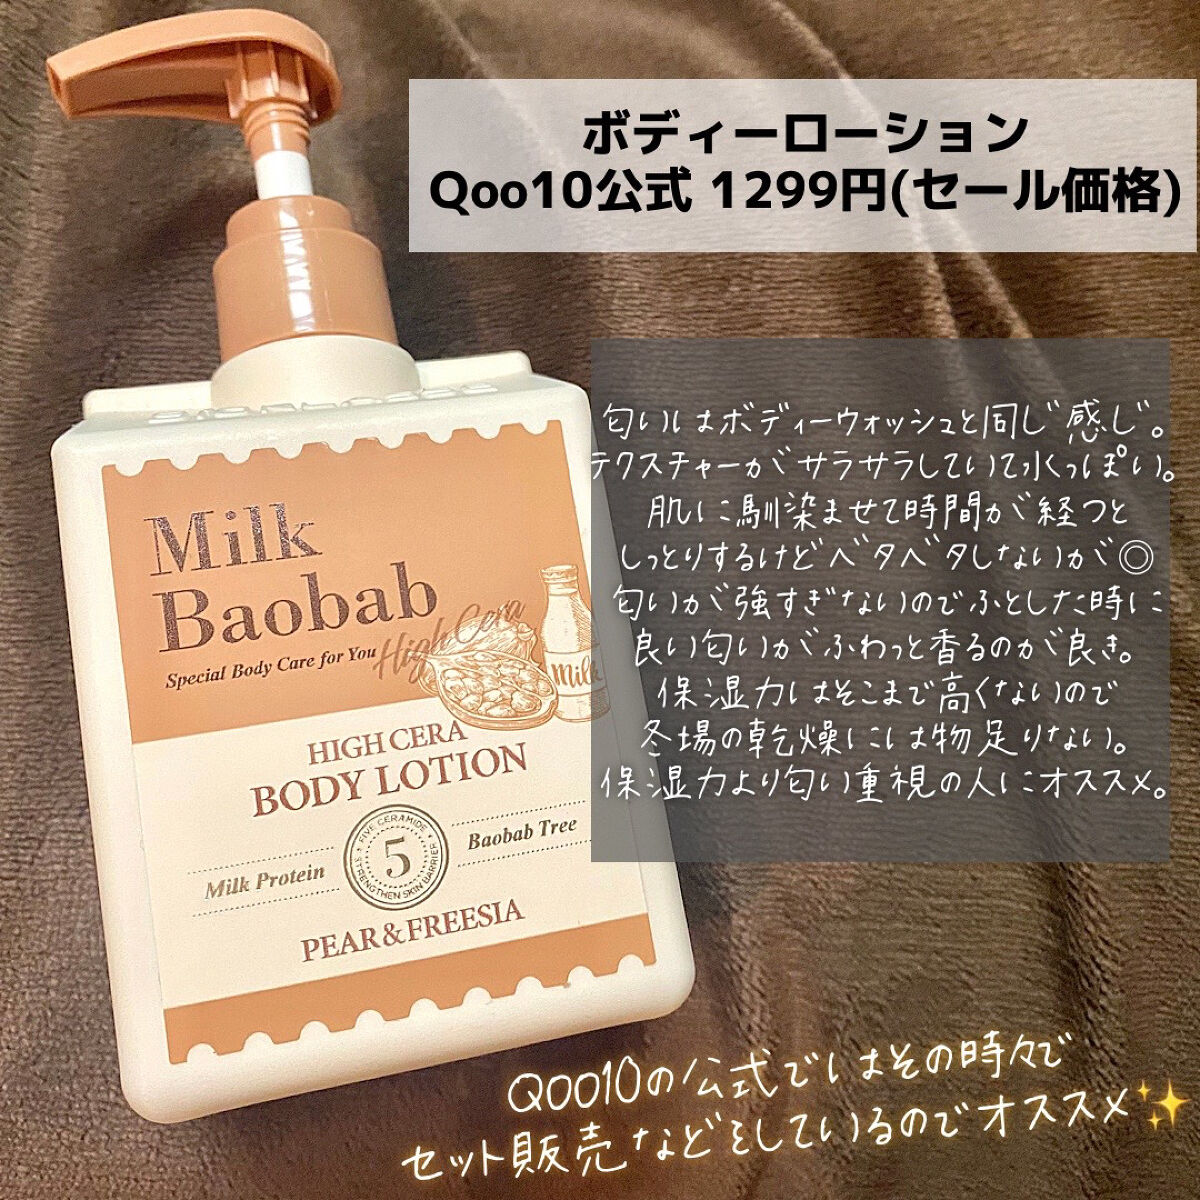 ボディーローション
Qoo10公式 1299円(セール価格)
匂いはボディーウォッシュと同じ感じ。
テクスチャーがサラサラしていて水っぽい。
肌に馴染ませて時間が経つと
しっとりするけどベタベタしないが◎
匂いが強すぎないのでふとした時に
良い匂いがふわっと香るのが良き。
保湿力はそこまで高くないので
冬場の乾燥には物足りない。
保湿力より匂い重視の人にオススメ。
Milk
Baobab
Special Body Care for You
High Cera
Milk
HIGH CERA
BODY LOTION
FIVE CERAMIDE
5
STRENGTHEN SKIN BARRIER
Milk Protein
Baobab Tree
PEAR&FREESIA
Qoo10の公式ではその時々で
セット販売などをしているのでオススメ✨